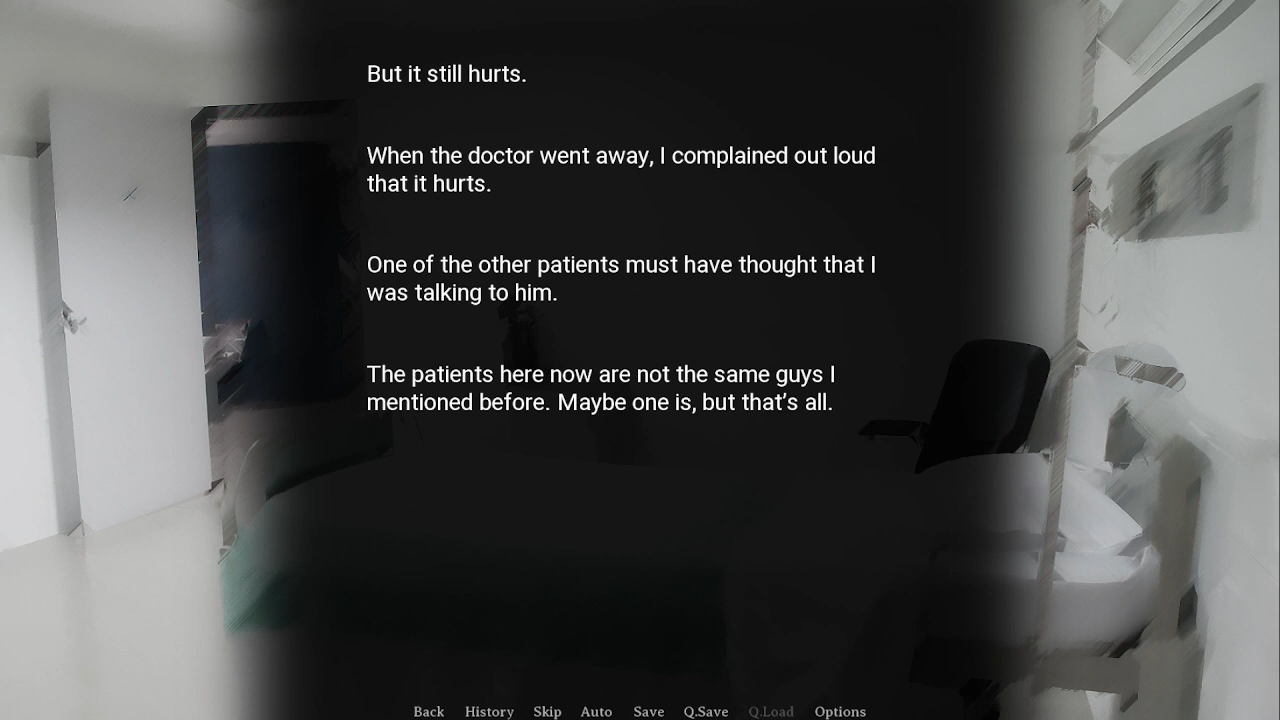 But it still hurts.
When the doctor went away, I complained out loud
that it hurts.
One of the other patients must have thought that I
was talking to him.
The patients here now are not the same guys I
mentioned before. Maybe one is, but that’s all.
Back History Skip Auto Save Q.Save Q.Load Options